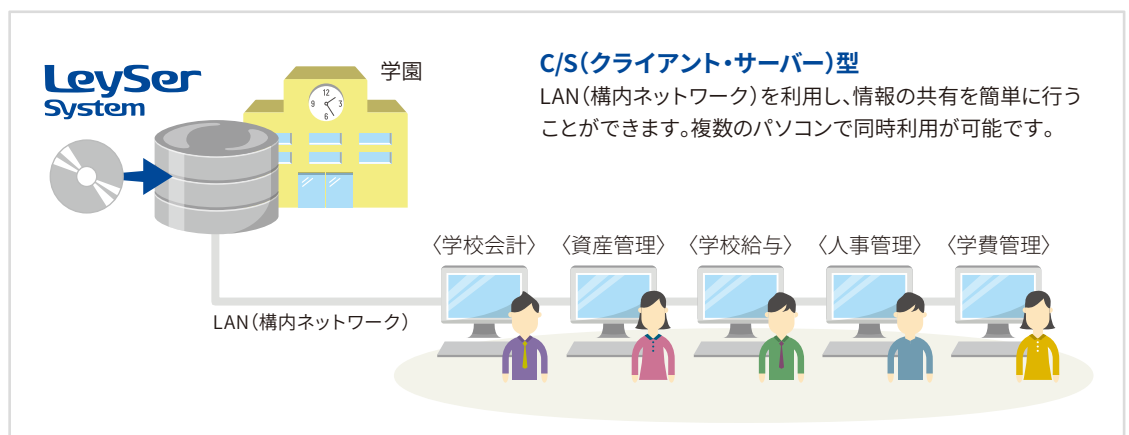 LeySer
System
学園
12
9 3
6
C/S(クライアント・サーバー)型
LAN(構内ネットワーク)を利用し、情報の共有を簡単に行う
ことができます。複数のパソコンで同時利用が可能です。
〈学校会計〉 〈資産管理〉 〈学校給与〉 〈人事管理〉 〈学費管理〉
LAN(構内ネットワーク)